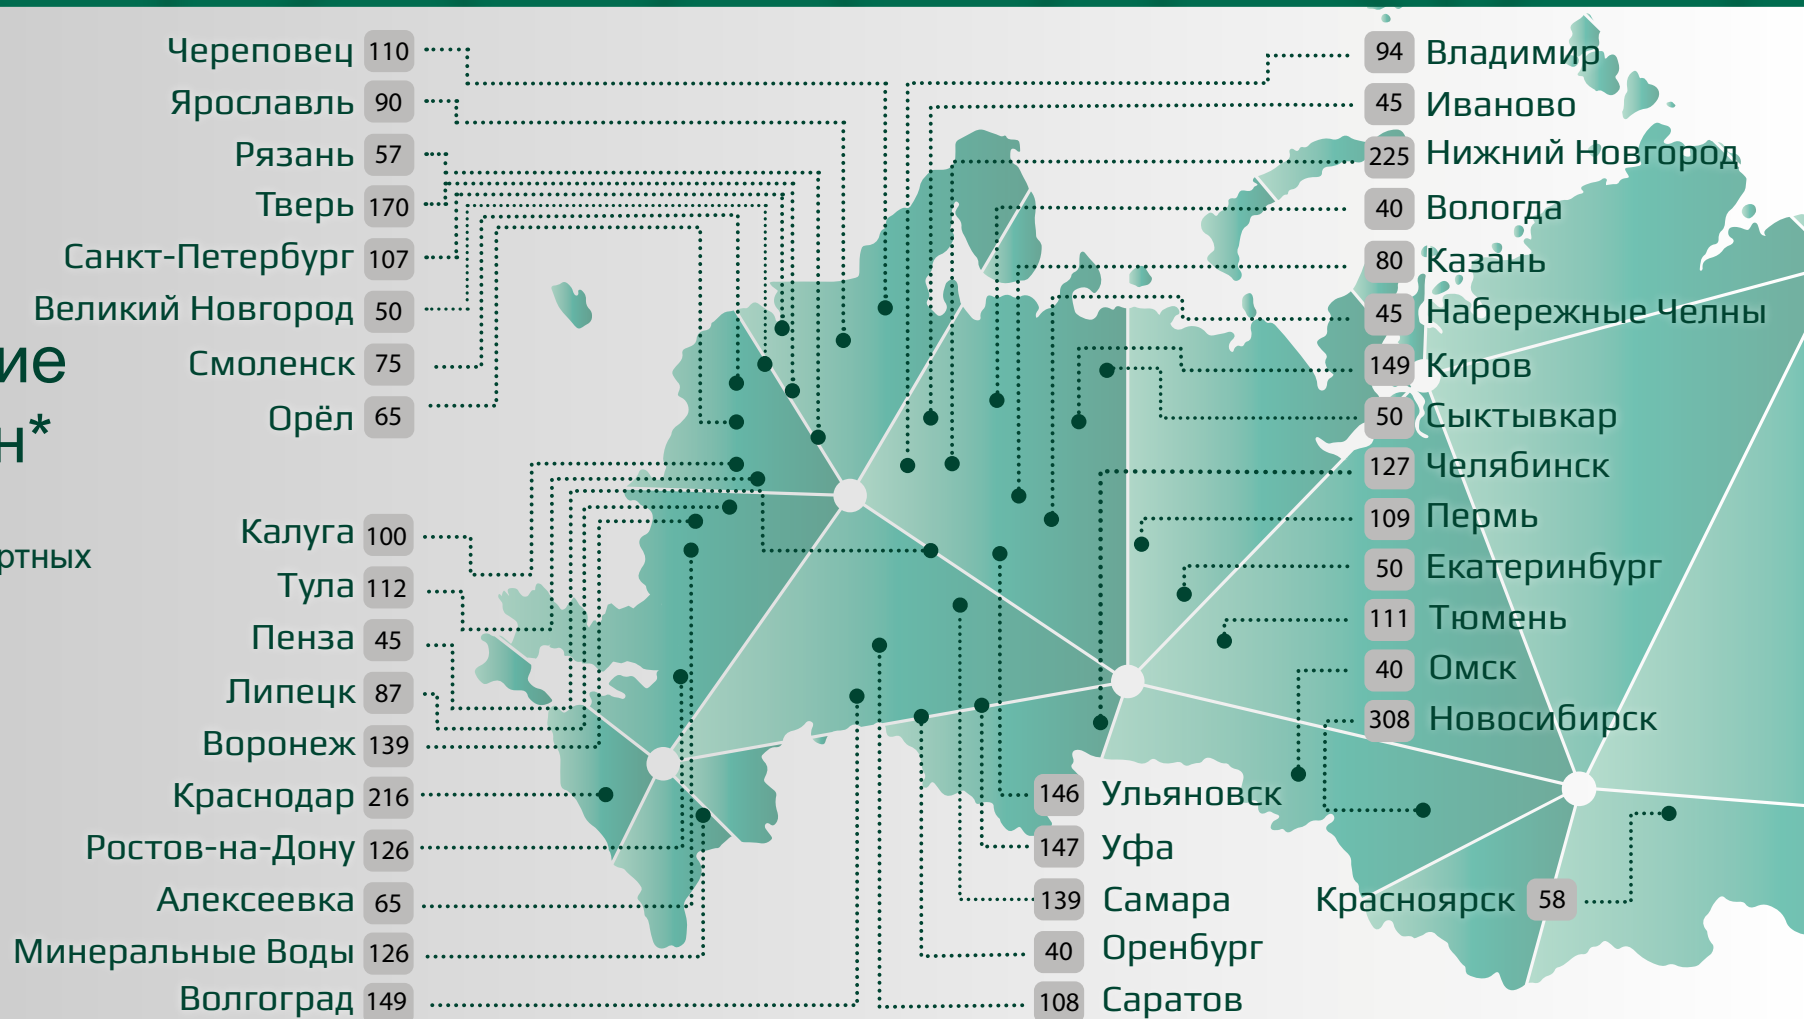 Череповец 110
Ярославль 90
Рязань 57
Тверь 170
Санкт-Петербург 107
Великий Новгород 50
Смоленск 75
Орёл 65
ие
н*
ртных
Калуга 100
Тула 112
Пенза 45
Липецк 87
Воронеж 139
Краснодар 216
Ростов-на-Дону 126
Алексеевка 65
Минеральные Воды 126
Волгоград 149
94 Владимир
45 Иваново
225 Нижний Новгород
40 Вологда
80 Казань
45 Набережные Челны
149 Киров
50 Сыктывкар
127 Челябинск
109 Пермь
50 Екатеринбург
111 Тюмень
40 Омск
308 Новосибирск
146 Ульяновск
147 Уфа
139 Самара
40 Оренбург
108 Саратов
Красноярск 58